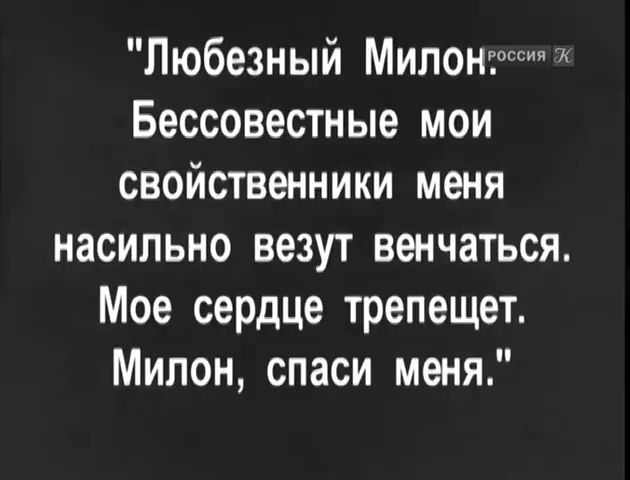 "Любезный Милон.
РОССИЯ К
Бессовестные мои
свойственники меня
насильно везут венчаться.
Мое сердце трепещет.
Милон, спаси меня."